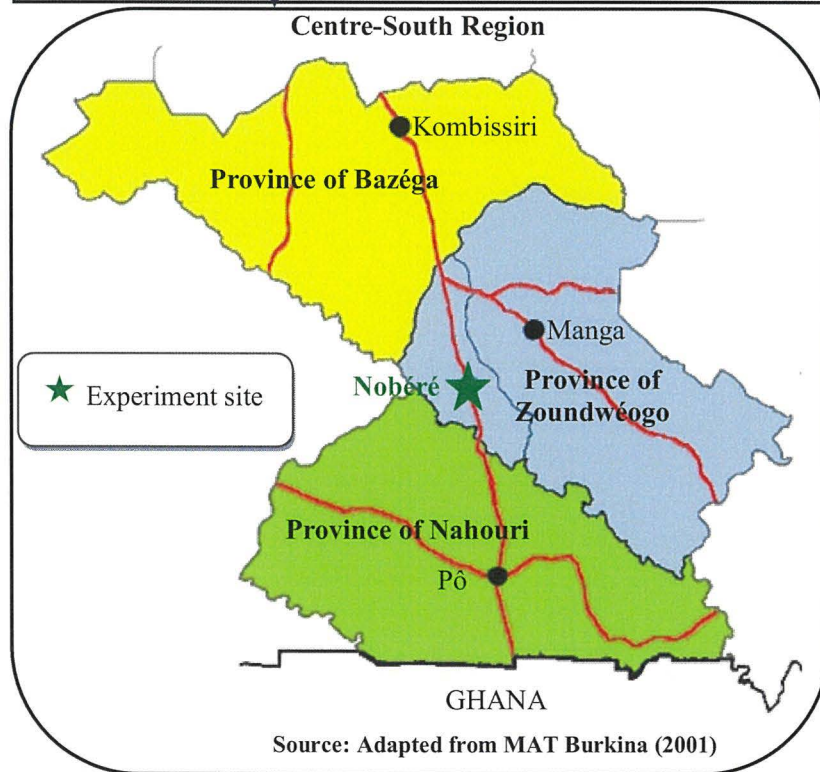 Centre-South Region
Kombissiri
Province of Bazéga
Manga
Nobéré
Province of
Zoundwéogo
Experiment site
Province of Nahouri
Pô
GHANA
Source: Adapted from MAT Burkina (2001)